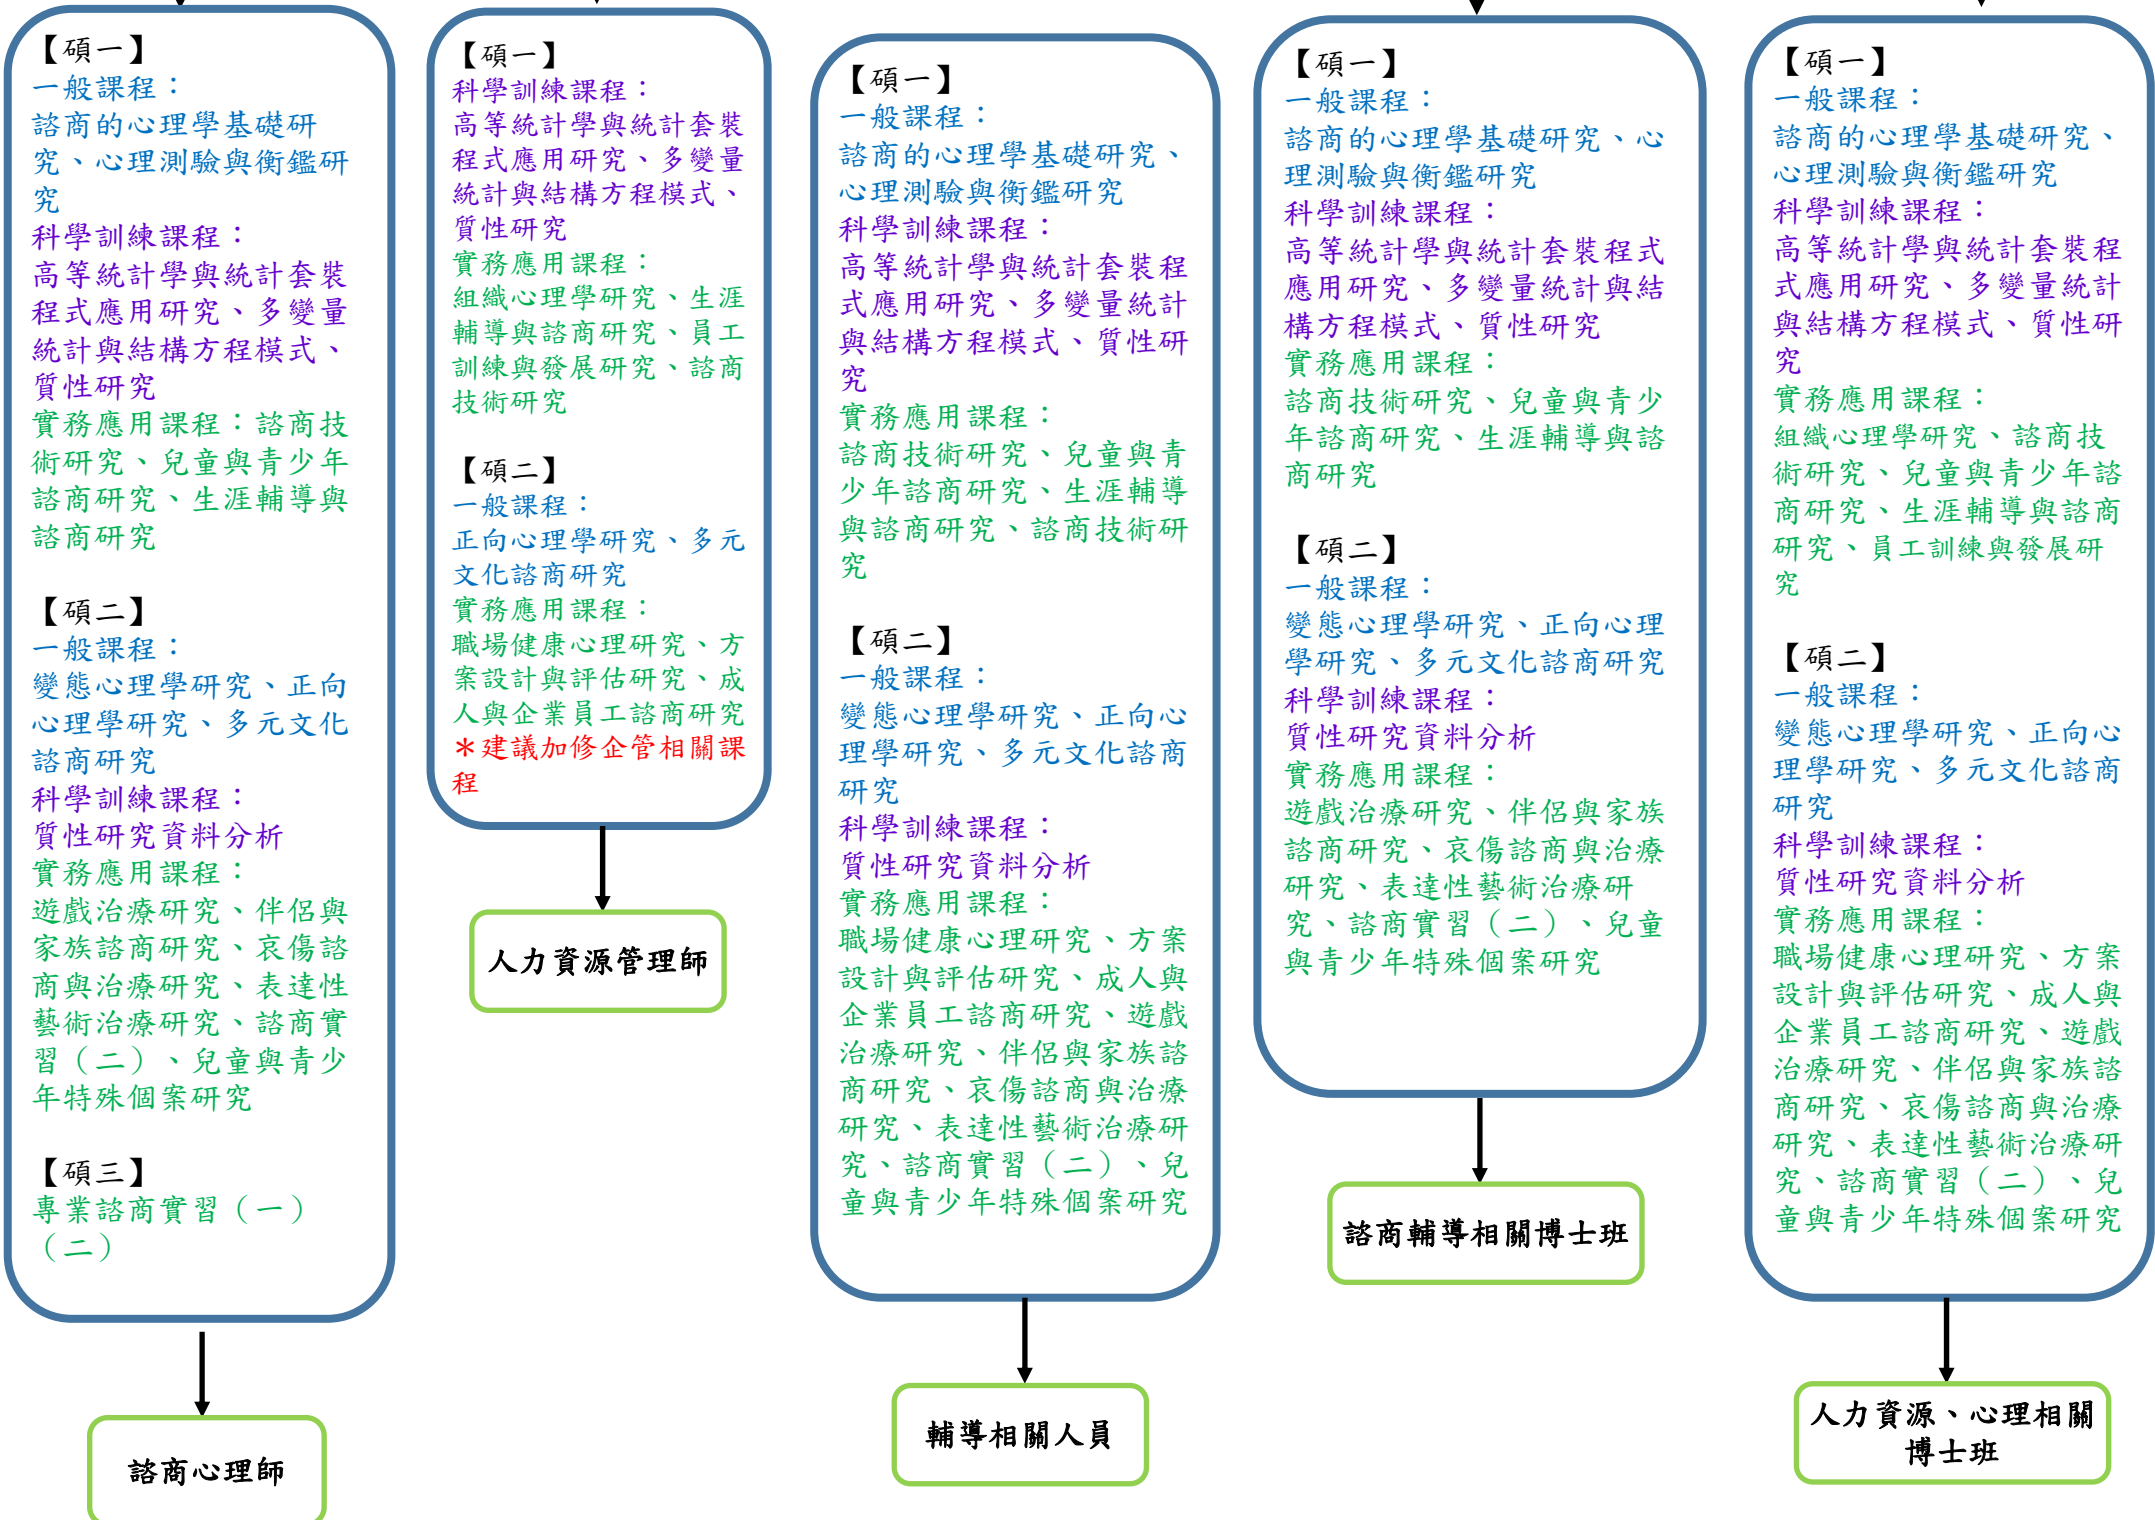 【碩一】
一般課程：
諮商的心理學基礎研
究、心理測驗與衡鑑研
究
科學訓練課程：
高等統計學與統計套裝
程式應用研究、多變量
統計與結構方程模式、
質性研究
實務應用課程：諮商技
術研究、兒童與青少年
諮商研究、生涯輔導與
諮商研究
【碩二】
一般課程：
變態心理學研究、正向
心理學研究、多元文化
諮商研究
科學訓練課程：
質性研究資料分析
實務應用課程：
遊戲治療研究、伴侶與
家族諮商研究、哀傷諮
商與治療研究、表達性
藝術治療研究、諮商實
習（二）、兒童與青少
年特殊個案研究
【碩三】
專業諮商實習（一）
（二）
諮商心理師
【碩一】
科學訓練課程：
高等統計學與統計套裝
程式應用研究、多變量
統計與結構方程模式、
質性研究
實務應用課程：
組織心理學研究、生涯
輔導與諮商研究、員工
訓練與發展研究、諮商
技術研究
【碩二】
一般課程：
正向心理學研究、多元
文化諮商研究
實務應用課程：
職場健康心理研究、方
案設計與評估研究、成
人與企業員工諮商研究
＊建議加修企管相關課
程
人力資源管理師
【碩一】
一般課程：
諮商的心理學基礎研究、
心理測驗與衡鑑研究
科學訓練課程：
高等統計學與統計套裝程
式應用研究、多變量統計
與結構方程模式、質性研
究
實務應用課程：
諮商技術研究、兒童與青
少年諮商研究、生涯輔導
與諮商研究、諮商技術研
究
【碩二】
一般課程：
變態心理學研究、正向心
理學研究、多元文化諮商
研究
科學訓練課程：
質性研究資料分析
實務應用課程：
職場健康心理研究、方案
設計與評估研究、成人與
企業員工諮商研究、遊戲
治療研究、伴侶與家族諮
商研究、哀傷諮商與治療
研究、表達性藝術治療研
究、諮商實習（二）、兒
童與青少年特殊個案研究
輔導相關人員
【碩一】
一般課程：
諮商的心理學基礎研究、心
理測驗與衡鑑研究
科學訓練課程：
高等統計學與統計套裝程式
應用研究、多變量統計與結
構方程模式、質性研究
實務應用課程：
諮商技術研究、兒童與青少
年諮商研究、生涯輔導與諮
商研究
【碩二】
一般課程：
變態心理學研究、正向心理
學研究、多元文化諮商研究
科學訓練課程：
質性研究資料分析
實務應用課程：
遊戲治療研究、伴侶與家族
諮商研究、哀傷諮商與治療
研究、表達性藝術治療研
究、諮商實習（二）、兒童
與青少年特殊個案研究
諮商輔導相關博士班
【碩一】
一般課程：
諮商的心理學基礎研究、
心理測驗與衡鑑研究
科學訓練課程：
高等統計學與統計套裝程
式應用研究、多變量統計
與結構方程模式、質性研
究
實務應用課程：
組織心理學研究、諮商技
術研究、兒童與青少年諮
商研究、生涯輔導與諮商
研究、員工訓練與發展研
究
【碩二】
一般課程：
變態心理學研究、正向心
理學研究、多元文化諮商
研究
科學訓練課程：
質性研究資料分析
實務應用課程：
職場健康心理研究、方案
設計與評估研究、成人與
企業員工諮商研究、遊戲
治療研究、伴侶與家族諮
商研究、哀傷諮商與治療
研究、表達性藝術治療研
究、諮商實習（二）、兒
童與青少年特殊個案研究
人力資源、心理相關
博士班